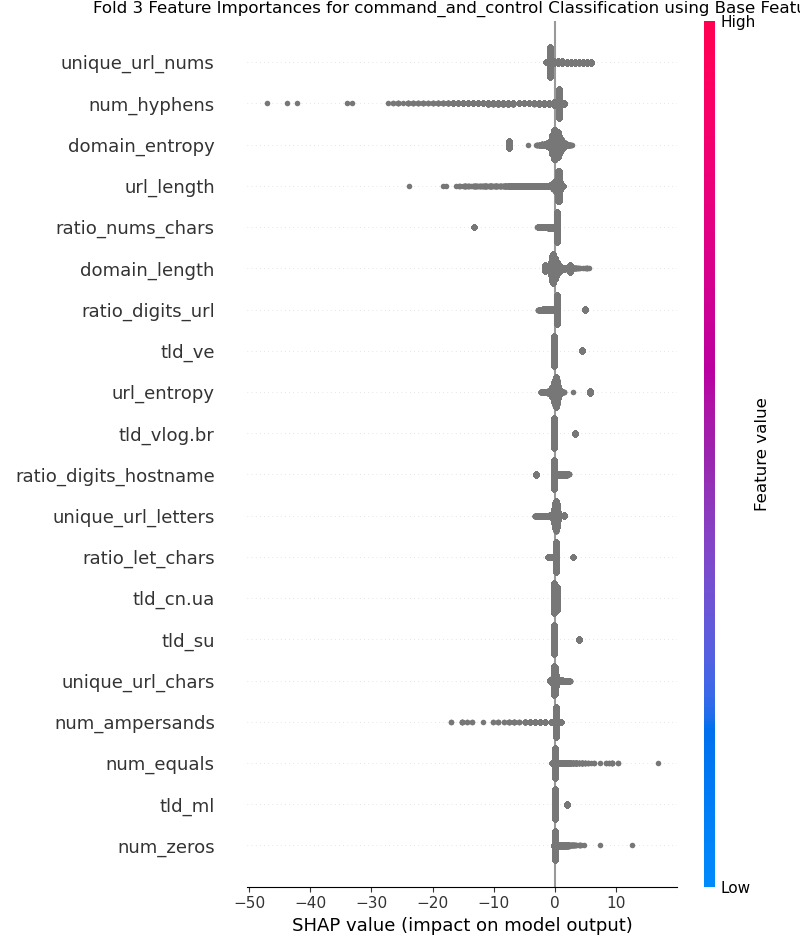 Fold 3 Feature Importances for command_and_control Classification using Base Featu
High
unique_url_nums
num_hyphens
domain_entropy
url_length
ratio_nums_chars
domain_length
ratio_digits_url
tld_ve
url_entropy
tld_vlog.br
ratio_digits_hostname
unique_url_letters
ratio_let_chars
tld_cn.ua
tld_su
unique_url_chars
num_ampersands
num_equals
tld_ml
num_zeros
Feature value
Low
−50 −40 −30 −20 −10 0 10
SHAP value (impact on model output)